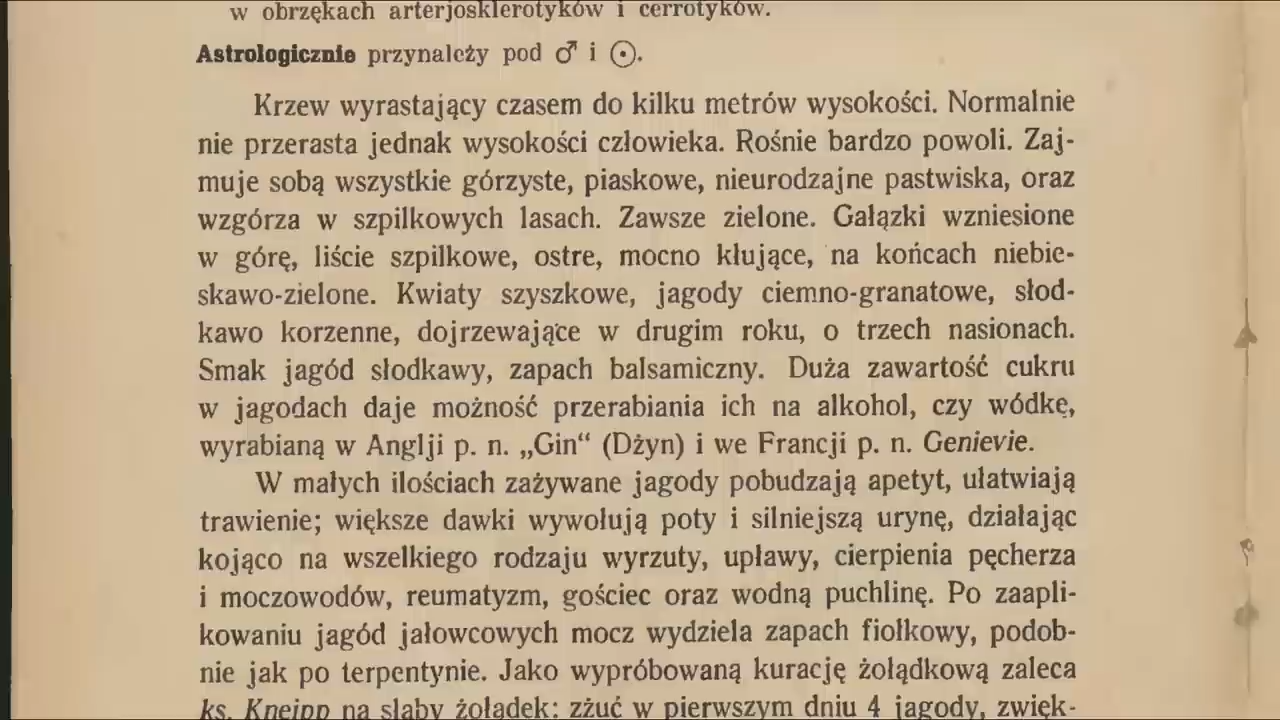 w obrzękach arterjosklerotyków i cerrotyków.
Astrologicznie przynależy pod ♂ i ☉.
Krzew wyrastający czasem do kilku metrów wysokości. Normalnie
nie przerasta jednak wysokości człowieka. Rośnie bardzo powoli. Zaj-
muje sobą wszystkie górzyste, piaskowe, nieurodzajne pastwiska, oraz
wzgórza w szpilkowych lasach. Zawsze zielone. Gałązki wzniesione
w górę, liście szpilkowe, ostre, mocno kłujące, na końcach niebie-
skawo-zielone. Kwiaty szyszkowe, jagody ciemno-granatowe, słod-
kawo korzenne, dojrzewające w drugim roku, o trzech nasionach.
Smak jagód słodkawy, zapach balsamiczny. Duża zawartość cukru
w jagodach daje możność przerabiania ich na alkohol, czy wódkę,
wyrabianą w Anglji p. n. „Gin“ (Dżyn) i we Francji p. n. Genievie.
W małych ilościach zażywane jagody pobudzają apetyt, ułatwiają
trawienie; większe dawki wywołują poty i silniejszą urynę, działając
kojąco na wszelkiego rodzaju wyrzuty, upławy, cierpienia pęcherza
i moczowodów, reumatyzm, gościec oraz wodną puchlinę. Po zaapli-
kowaniu jagód jałowcowych mocz wydziela zapach fiołkowy, podob-
nie jak po terpentynie. Jako wypróbowaną kurację żołądkową zaleca
ks. Kneipp na słaby żołądek: zżuć w pierwszym dniu 4 jagody, zwięk-